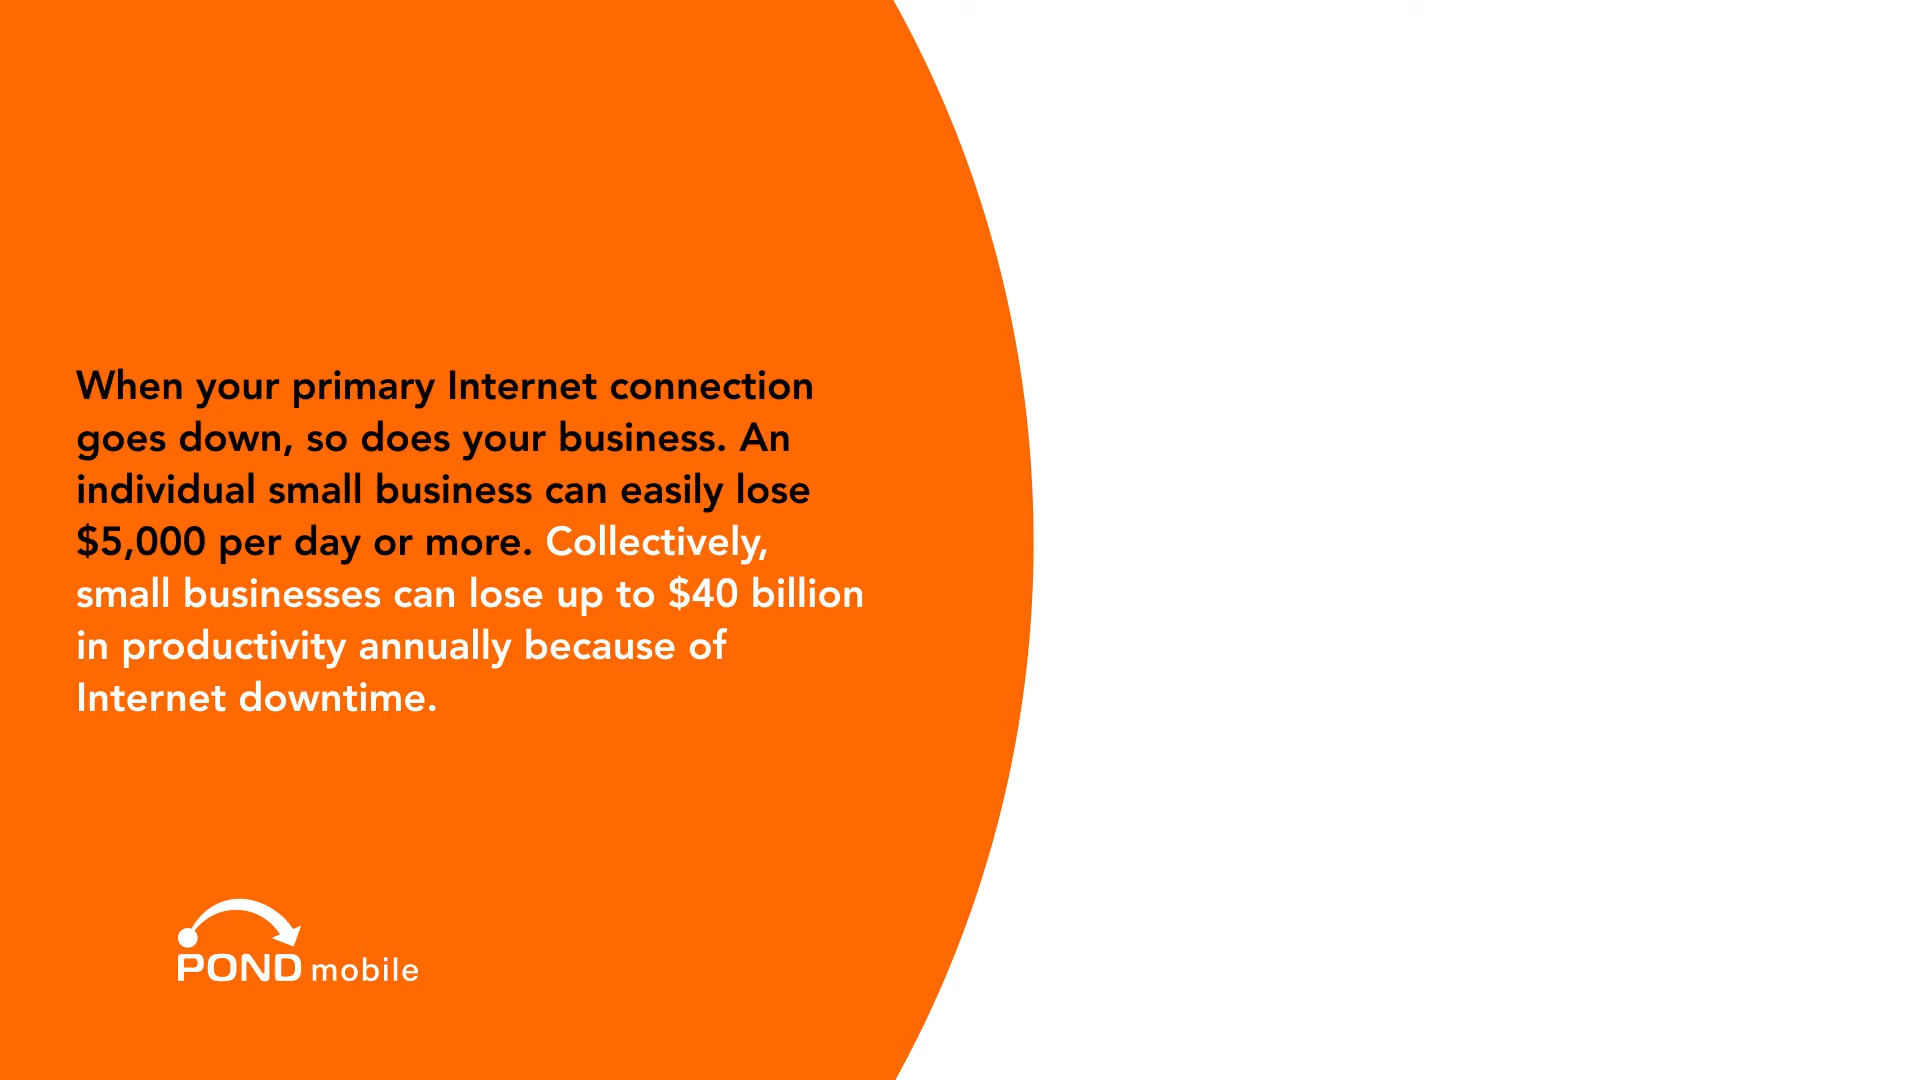 When your primary Internet connection
goes down, so does your business. An
individual small business can easily lose
$5,000 per day or more. Collectively,
small businesses can lose up to $40 billion
in productivity annually because of
Internet downtime.
POND mobile